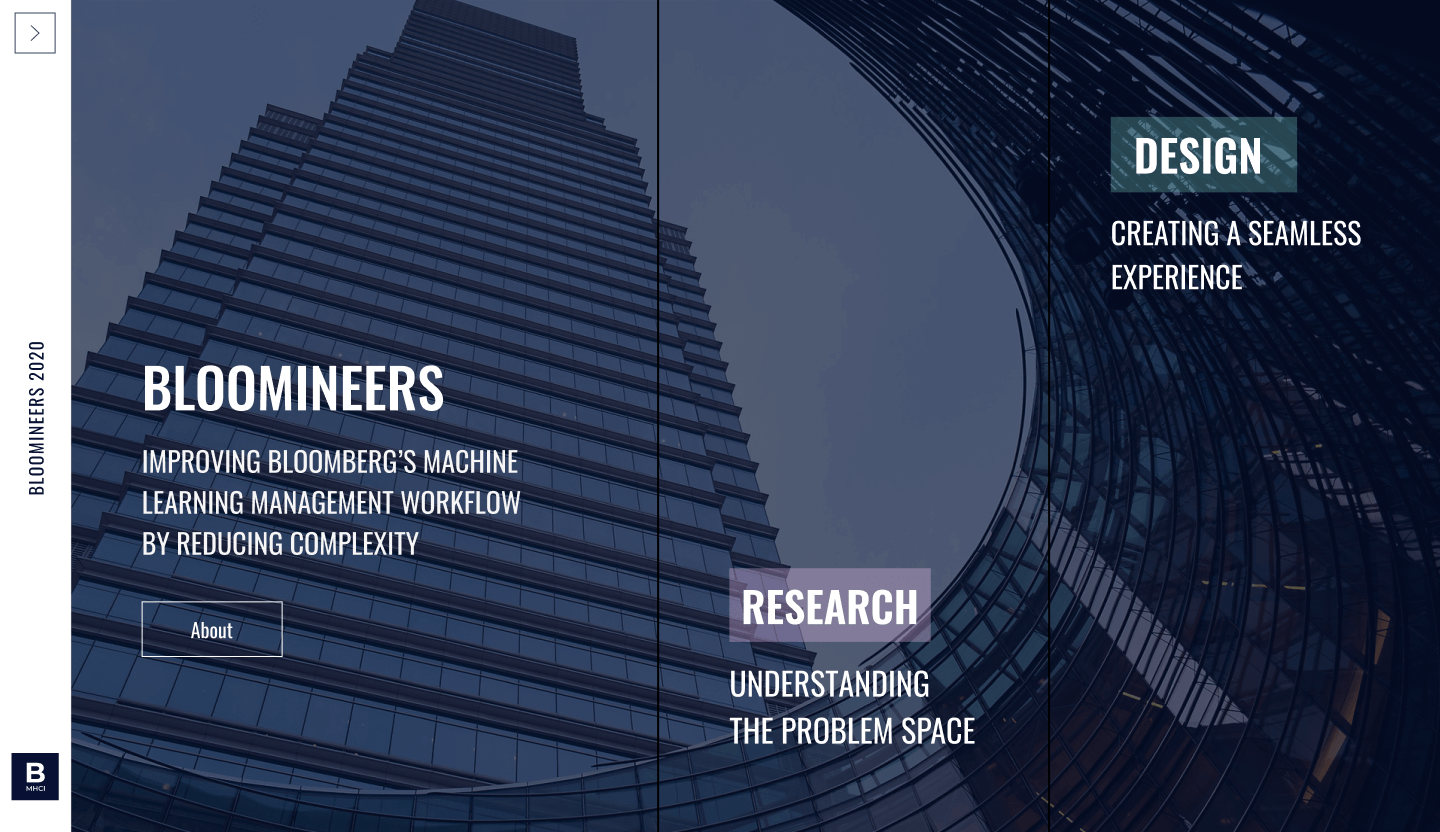 BLOOMINEERS 2020
B
MHCI
BLOOMINEERS
IMPROVING BLOOMBERG'S MACHINE
LEARNING MANAGEMENT WORKFLOW
BY REDUCING COMPLEXITY
About
RESEARCH
UNDERSTANDING
THE PROBLEM SPACE
DESIGN
CREATING A SEAMLESS
EXPERIENCE